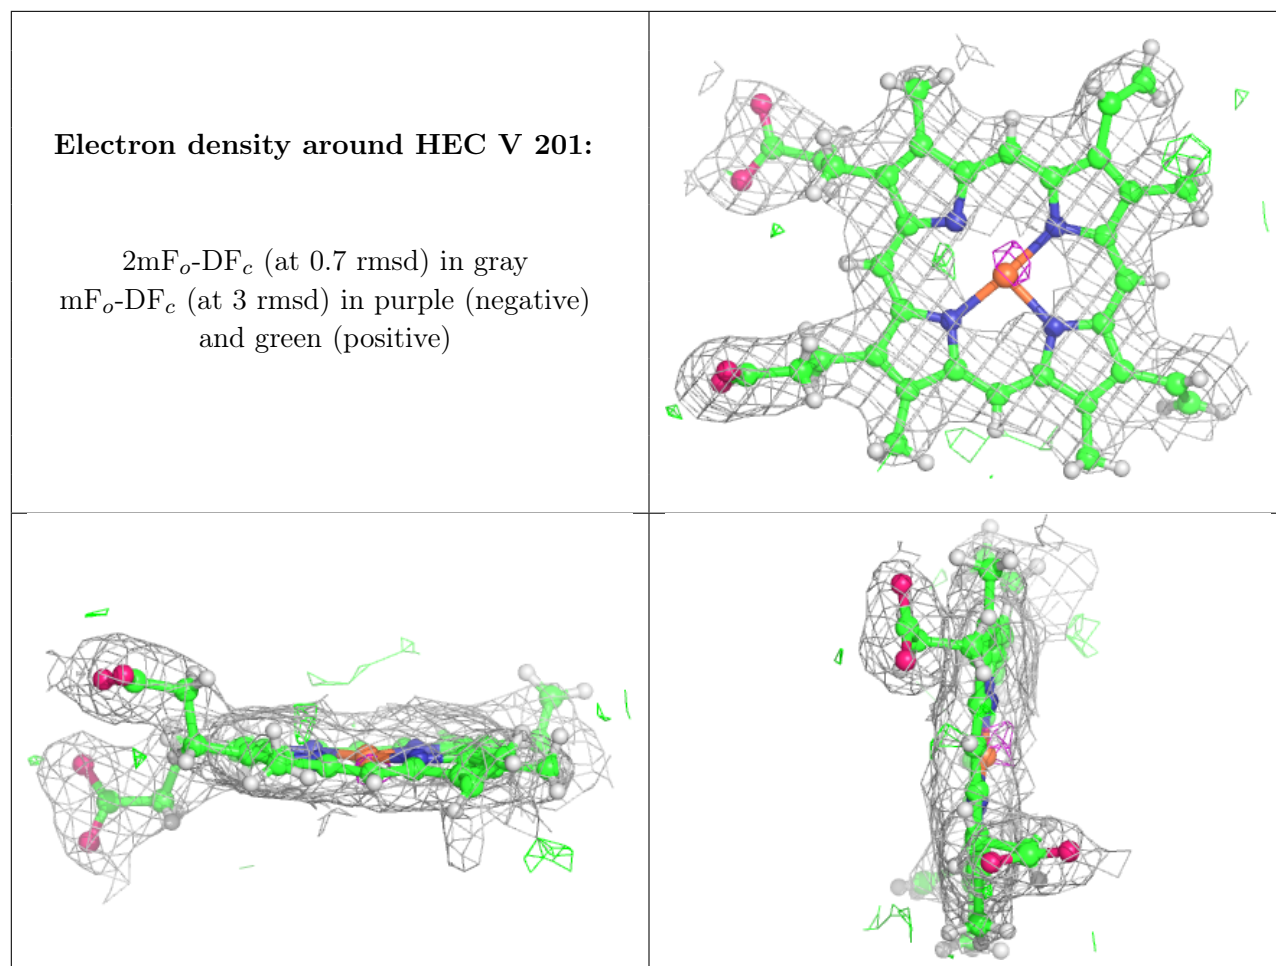 Electron density around HEC V 201:
2mFo-DFc (at 0.7 rmsd) in gray
mFo-DFc (at 3 rmsd) in purple (negative)
and green (positive)